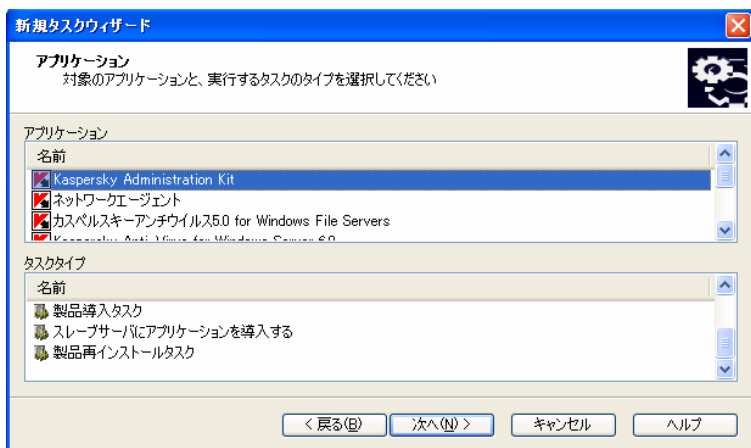 新規タスクウィザード
アプリケーション
対象のアプリケーションと、実行するタスクのタイプを選択してください
アプリケーション
名前
Kaspersky Administration Kit
ネットワークエージェント
カスペルスキーアンチウイルス5.0 for Windows File Servers
Kaspersky Anti-Virus for Windows Server 6.0
タスクタイプ
名前
製品導入タスク
スレーブサーバにアプリケーションを導入する
製品再インストールタスク
< 戻る(B) 次へ(N) > キャンセル ヘルプ